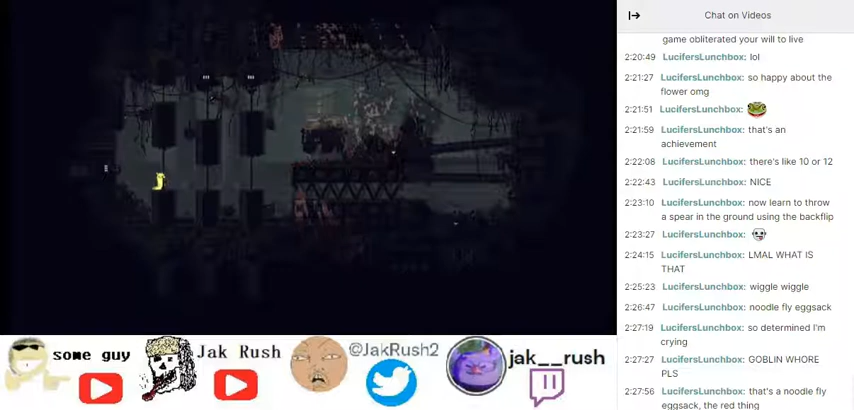 Chat on Videos
game obliterated your will to live
2:20:49 LucifersLunchbox: lol
2:21:27 LucifersLunchbox: so happy about the
flower omg
2:21:51 LucifersLunchbox:
2:21:59 LucifersLunchbox: that's an
achievement
2:22:08 LucifersLunchbox: there's like 10 or 12
2:22:43 LucifersLunchbox: NICE
2:23:10 LucifersLunchbox: now learn to throw
a spear in the ground using the backflip
2:23:27 LucifersLunchbox:
2:24:15 LucifersLunchbox: LMAL WHAT IS
THAT
2:25:23 LucifersLunchbox: wiggle wiggle
2:26:47 LucifersLunchbox: noodle fly eggsack
2:27:19 LucifersLunchbox: so determined I'm
crying
2:27:27 LucifersLunchbox: GOBLIN WHORE
PLS
2:27:56 LucifersLunchbox: that's a noodle fly
eggsack, the red thing
some guy
Jak Rush
@JakRush2
jak__rush